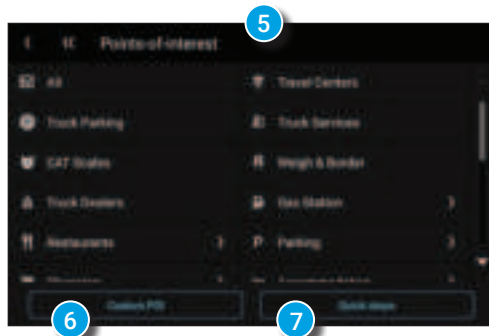 5
Points-of-interest
All
Travel Centers
Truck Parking
Truck Services
CAT Scales
Weigh & Border
Truck Dealers
Gas Station
Restaurants
Parking
Custom POI
Quick stops
6
7